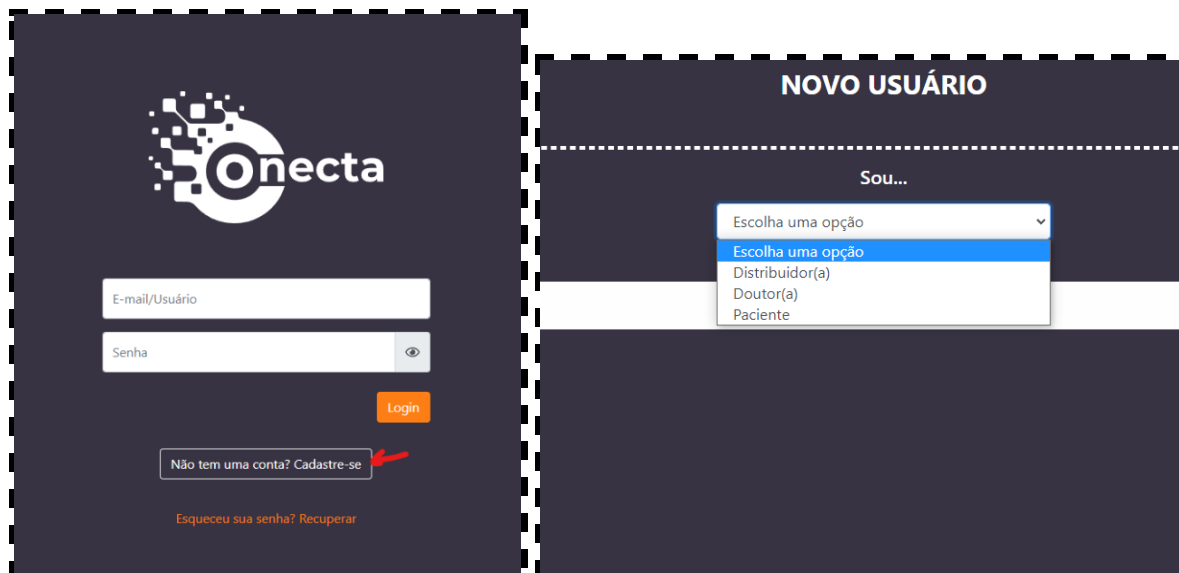 Conecta
E-mail/Usuário
Senha
Login
Não tem uma conta? Cadastre-se
Esqueceu sua senha? Recuperar
NOVO USUÁRIO
Sou...
Escolha uma opção
Escolha uma opção
Distribuidor(a)
Doutor(a)
Paciente